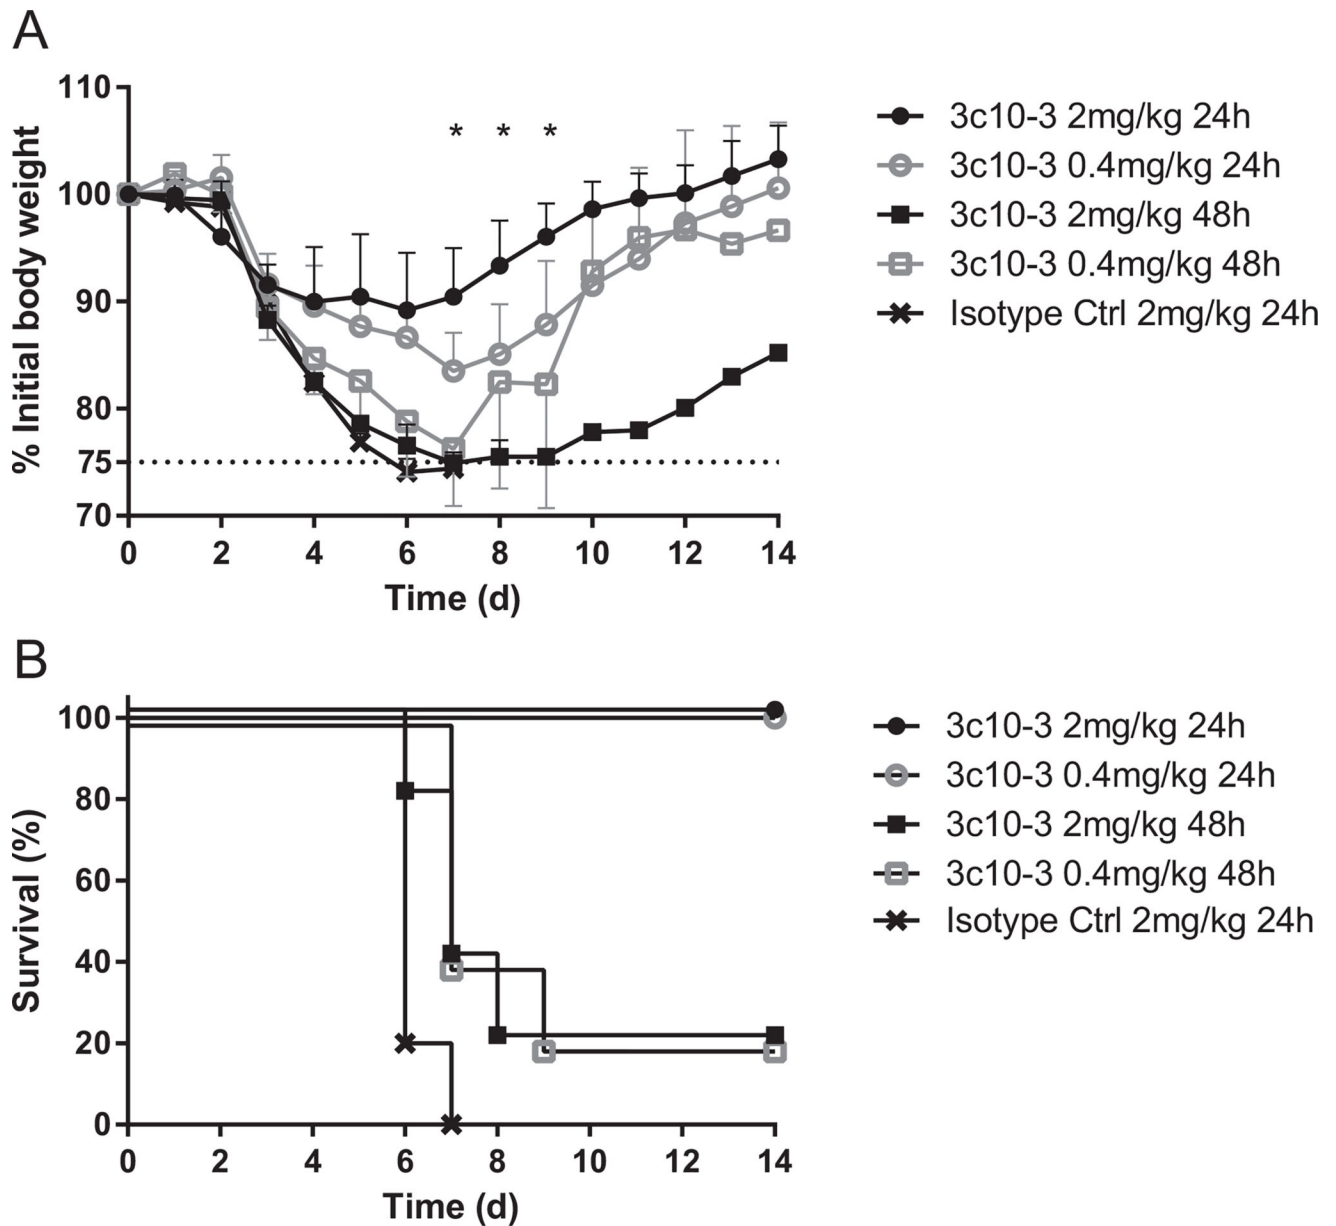 A
110
100
90
80
75
70
% Initial body weight
* * *
0 2 4 6 8 10 12 14
Time (d)
3c10-3 2mg/kg 24h
3c10-3 0.4mg/kg 24h
3c10-3 2mg/kg 48h
3c10-3 0.4mg/kg 48h
Isotype Ctrl 2mg/kg 24h
B
100
80
60
40
20
0
Survival (%)
0 2 4 6 8 10 12 14
Time (d)
3c10-3 2mg/kg 24h
3c10-3 0.4mg/kg 24h
3c10-3 2mg/kg 48h
3c10-3 0.4mg/kg 48h
Isotype Ctrl 2mg/kg 24h